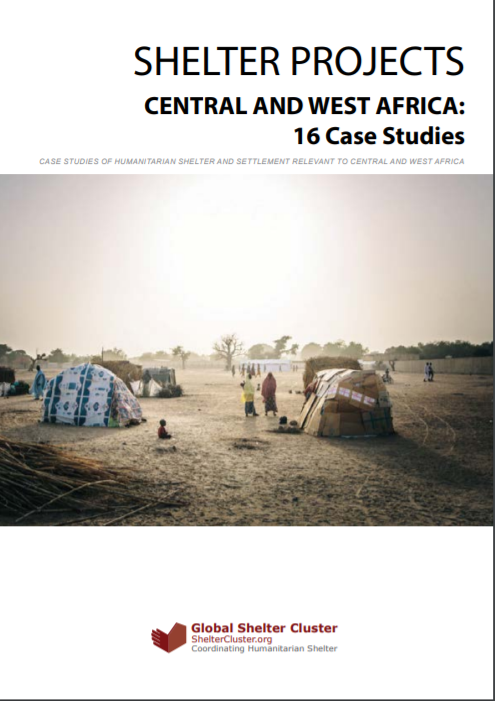 SHELTER PROJECTS
CENTRAL AND WEST AFRICA:
16 Case Studies
CASE STUDIES OF HUMANITARIAN SHELTER AND SETTLEMENT RELEVANT TO CENTRAL AND WEST AFRICA
Global Shelter Cluster
ShelterCluster.org
Coordinating Humanitarian Shelter